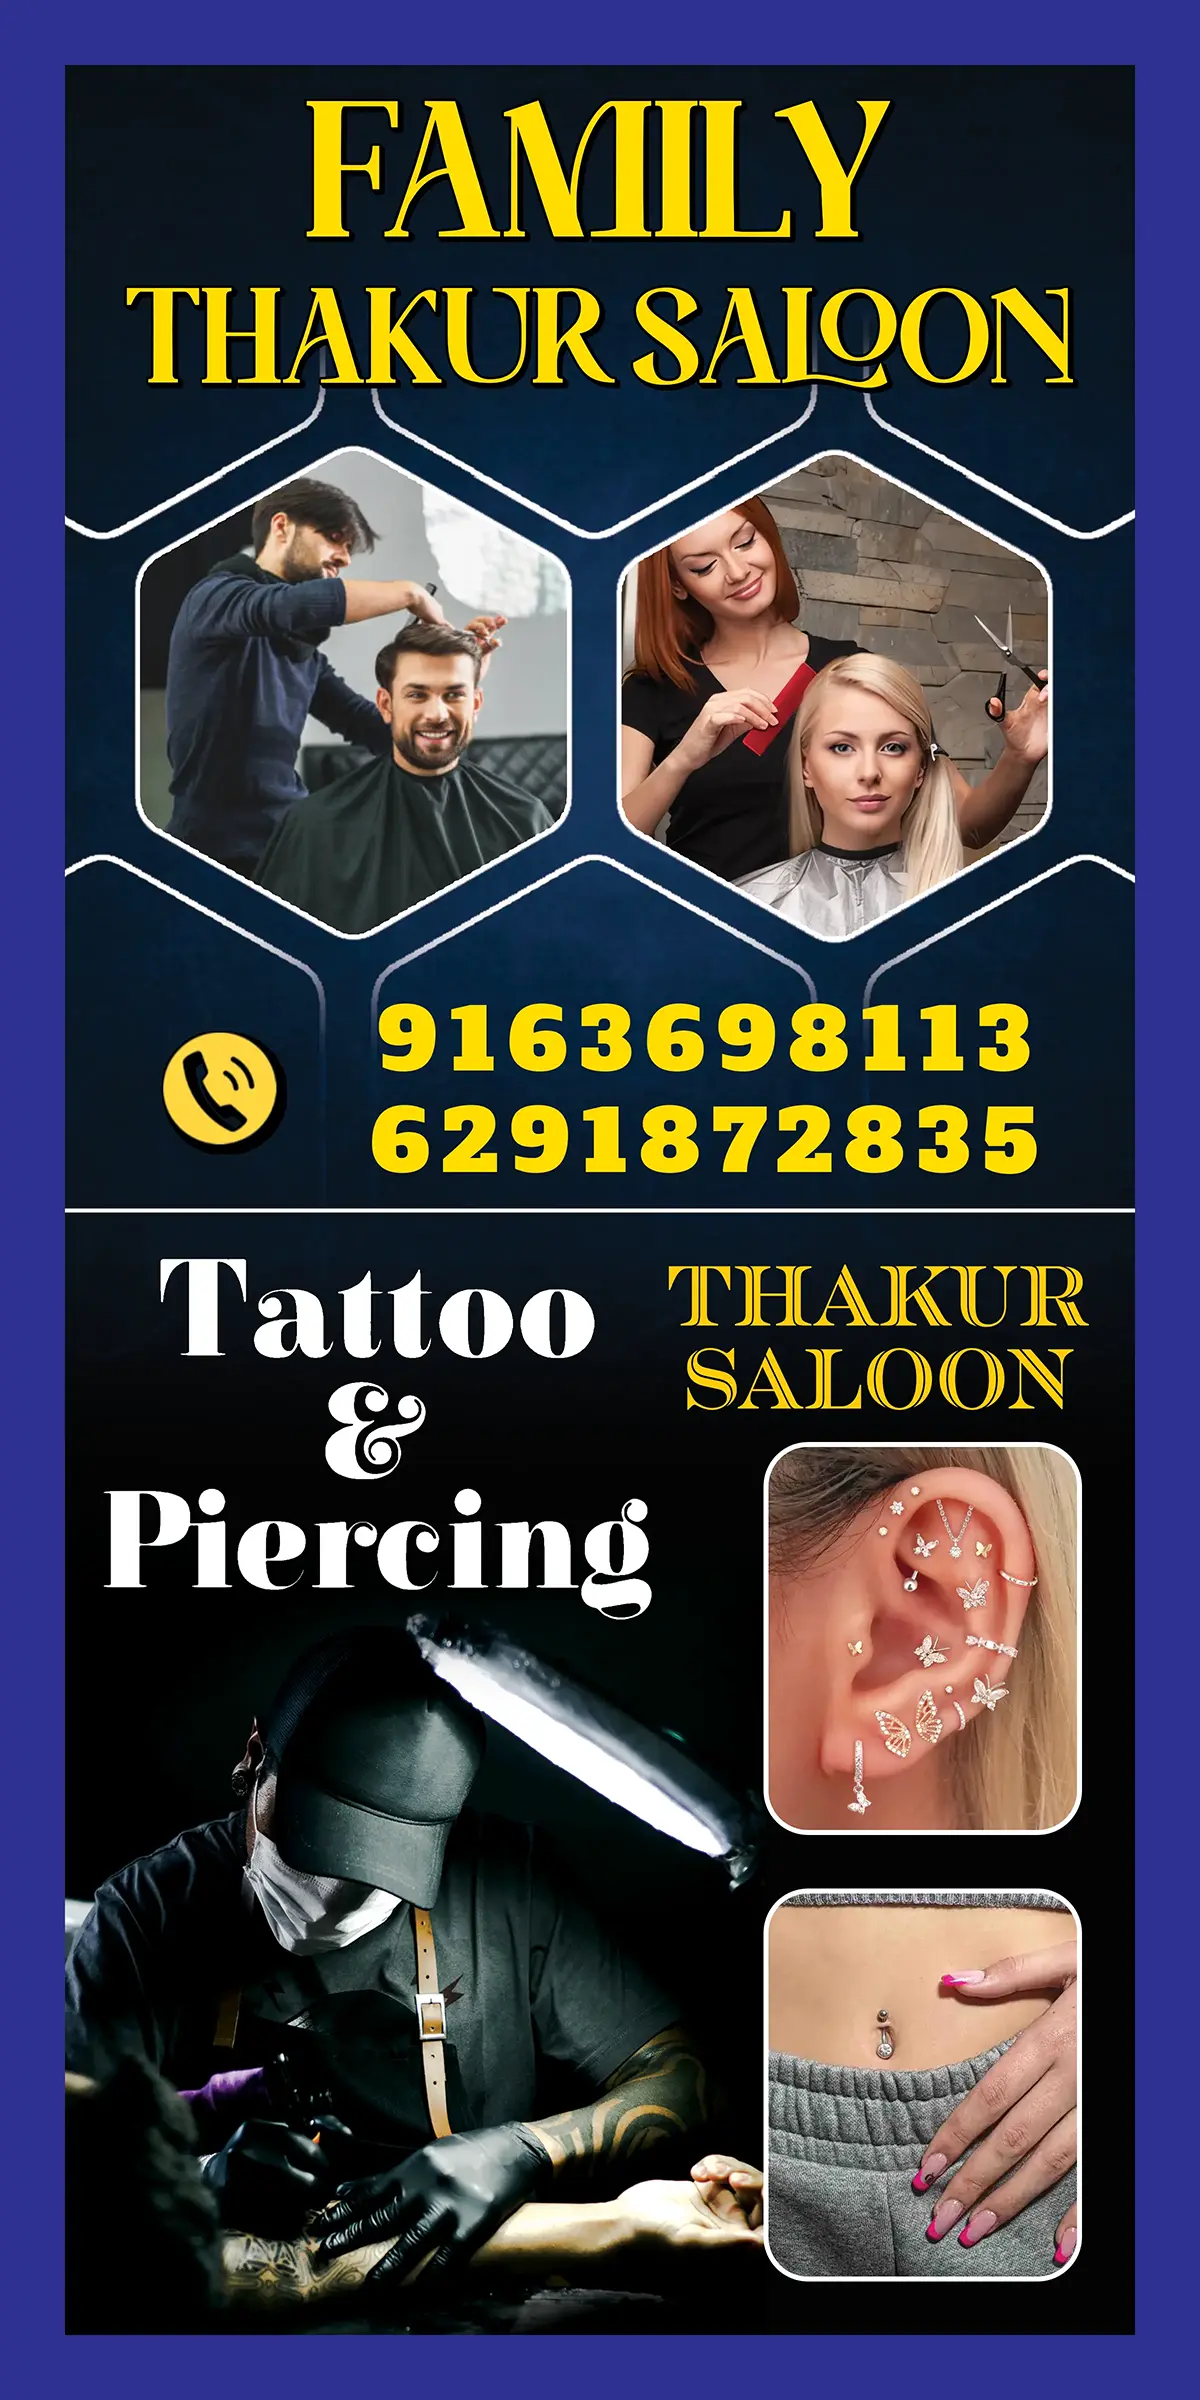 FAMILY
THAKUR SALOON
9163698113
6291872835
Tattoo
&
Piercing
THAKUR
SALOON